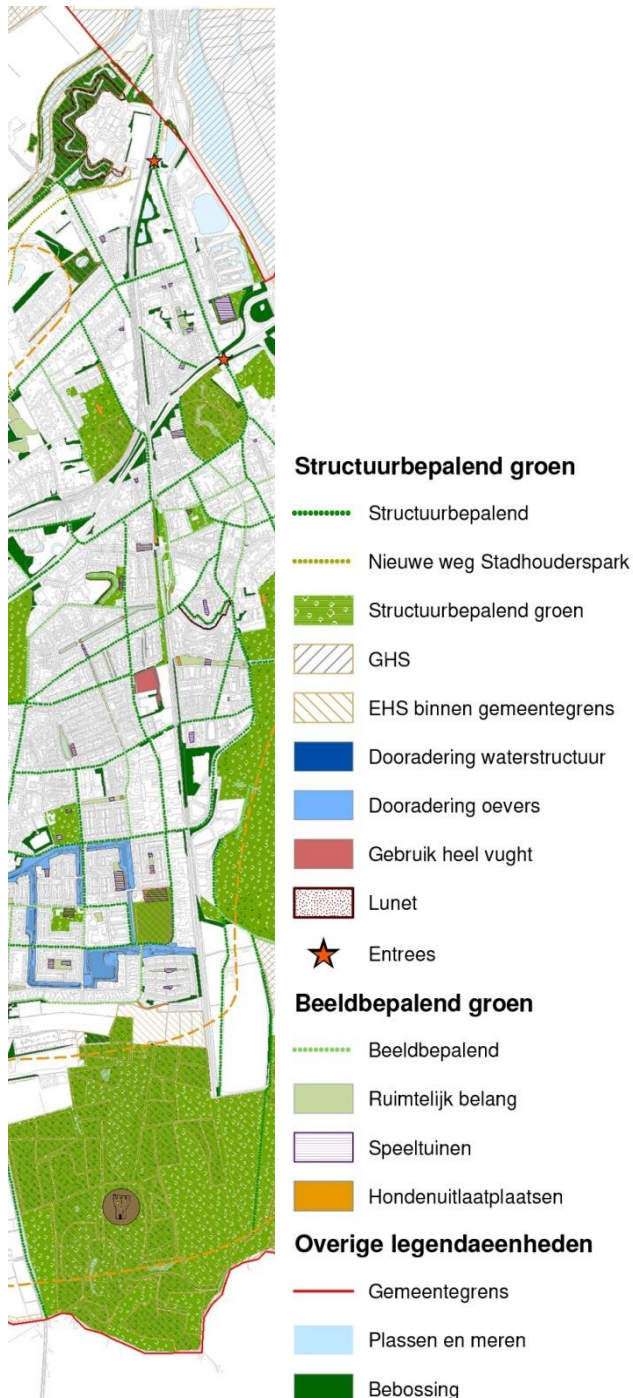 Structuurbepalend groen
Structuurbepalend
Nieuwe weg Stadhouderspark
Structuurbepalend groen
GHS
EHS binnen gemeentegrens
Dooradering waterstructuur
Dooradering oevers
Gebruik heel vught
Lunet
Entrees
Beeldbepalend groen
Beeldbepalend
Ruimtelijk belang
Speeltuinen
Hondenuitlaatplaatsen
Overige legendaeenheden
Gemeentegrens
Plassen en meren
Bebossing